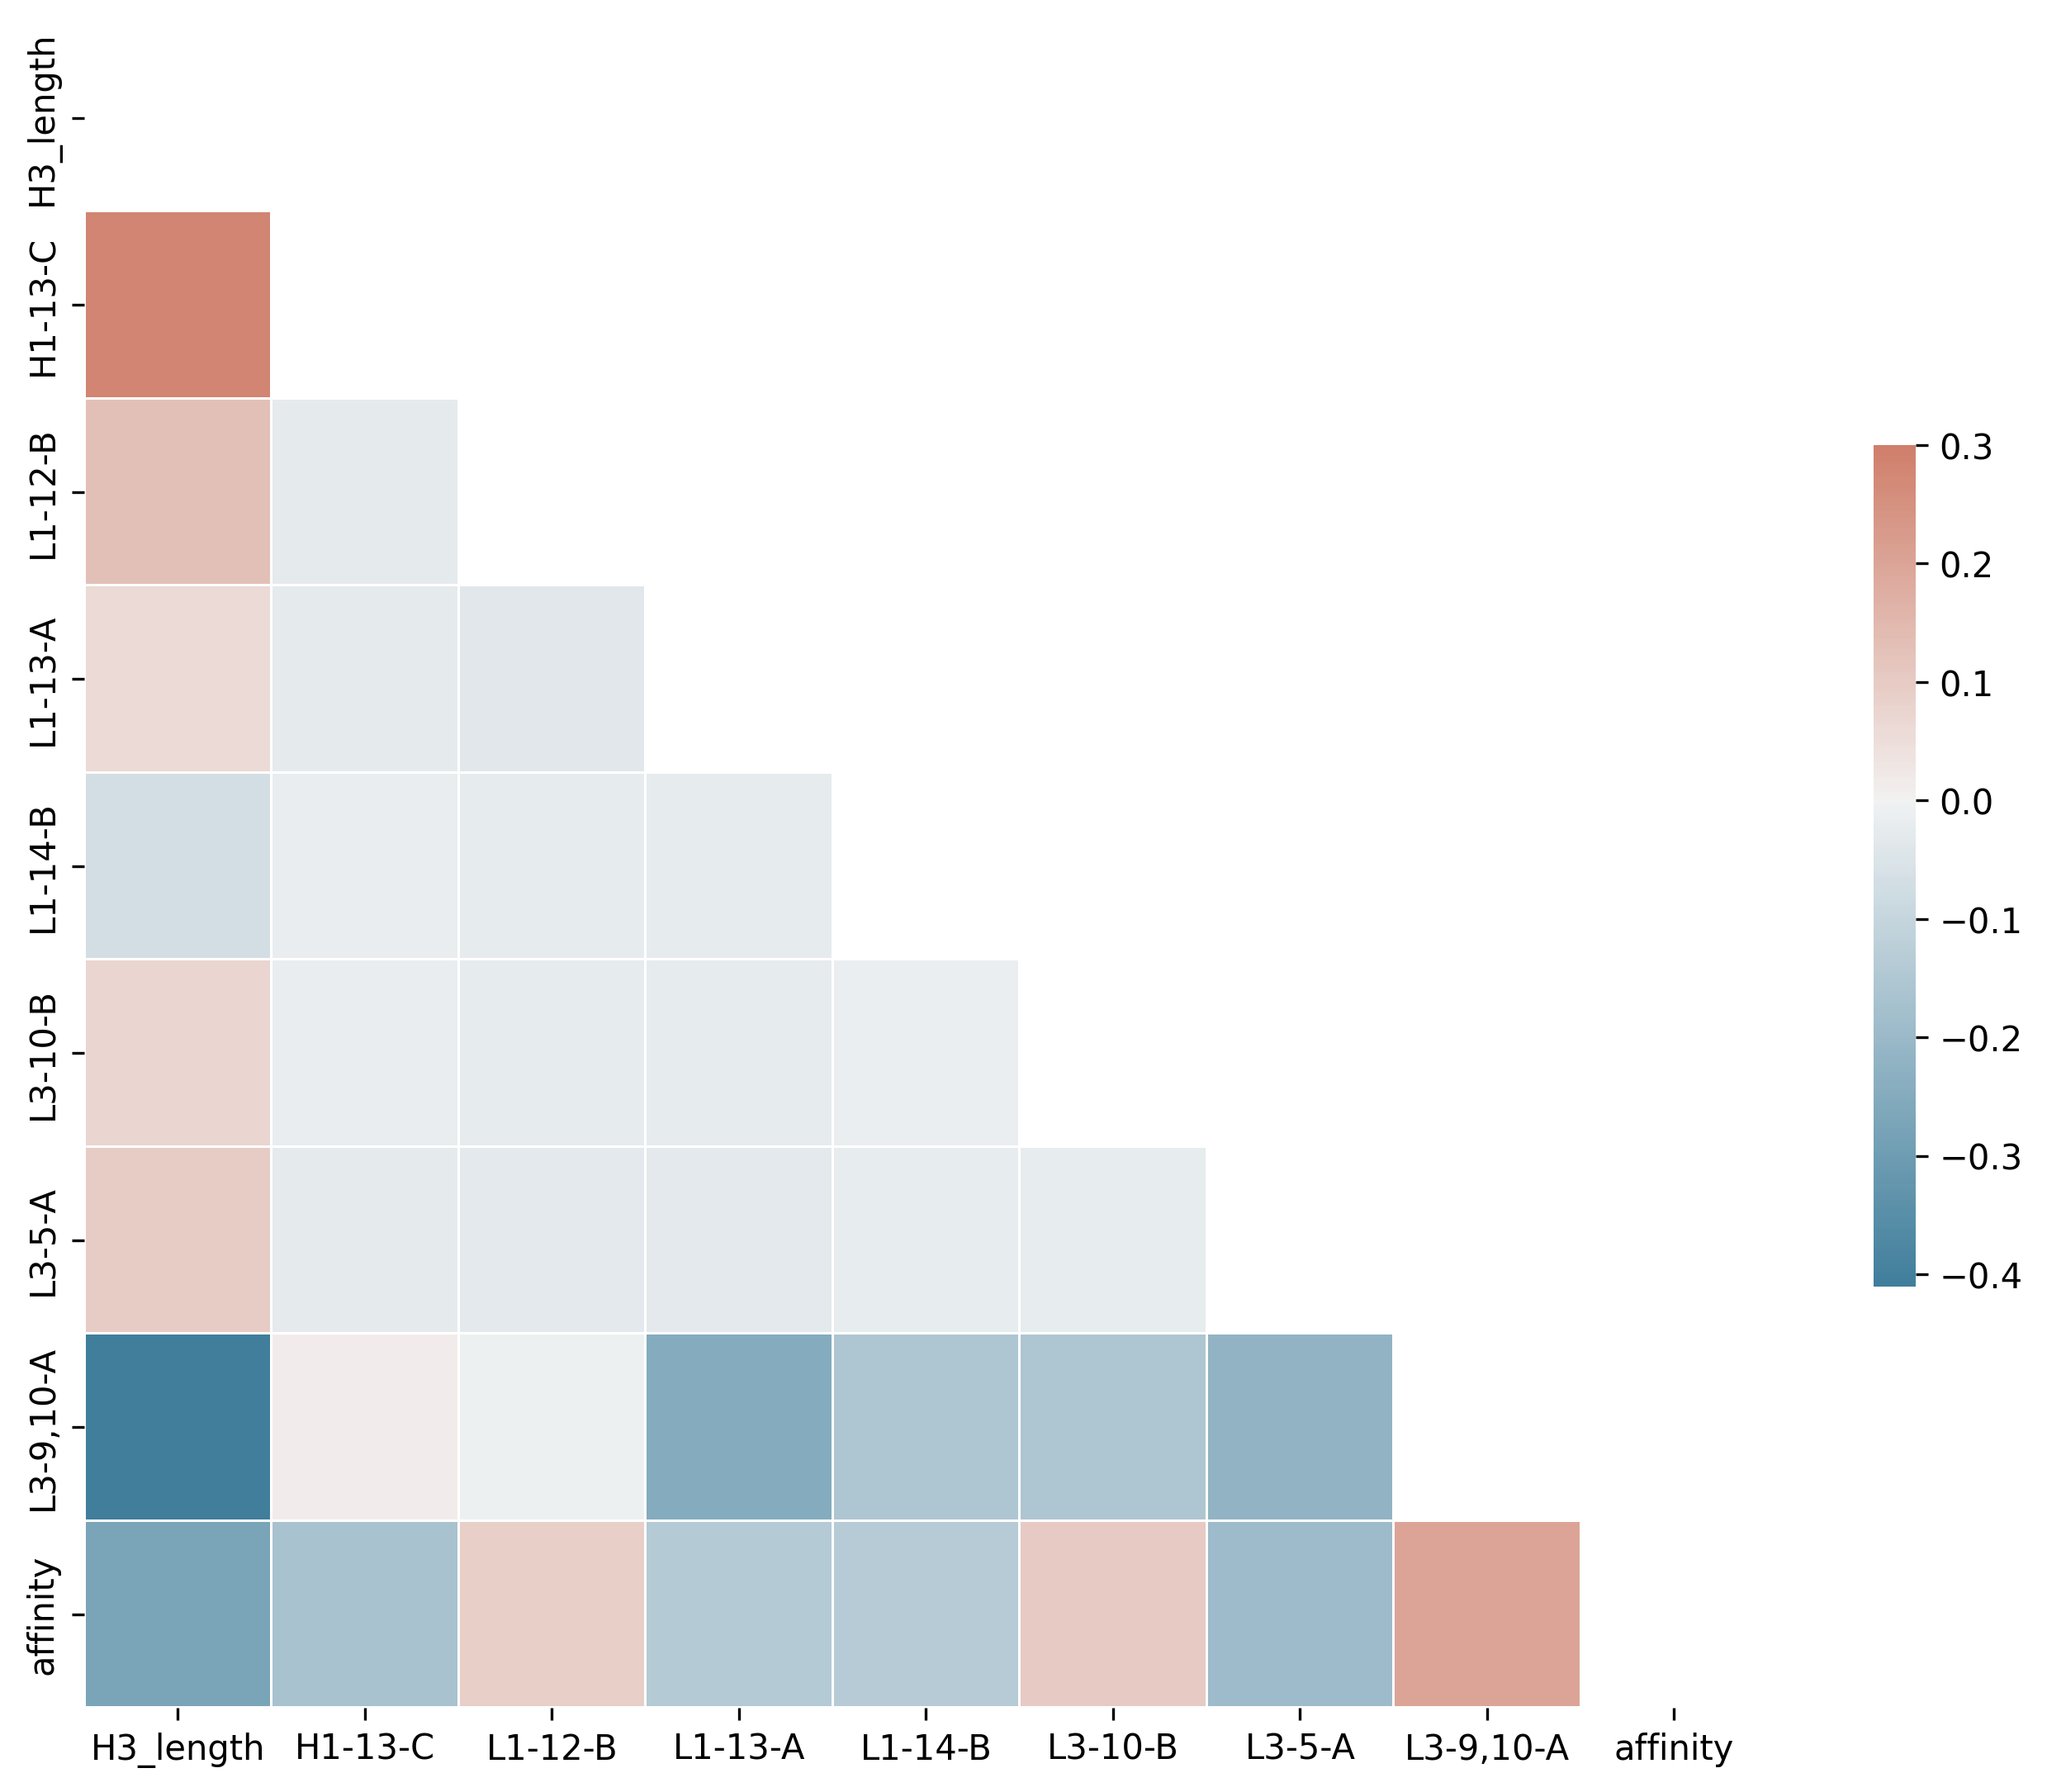 H3_length
H1-13-C
L1-12-B
L1-13-A
L1-14-B
L3-10-B
L3-5-A
L3-9,10-A
affinity
H3_length H1-13-C L1-12-B L1-13-A L1-14-B L3-10-B L3-5-A L3-9,10-A affinity
0.3
0.2
0.1
0.0
−0.1
−0.2
−0.3
−0.4